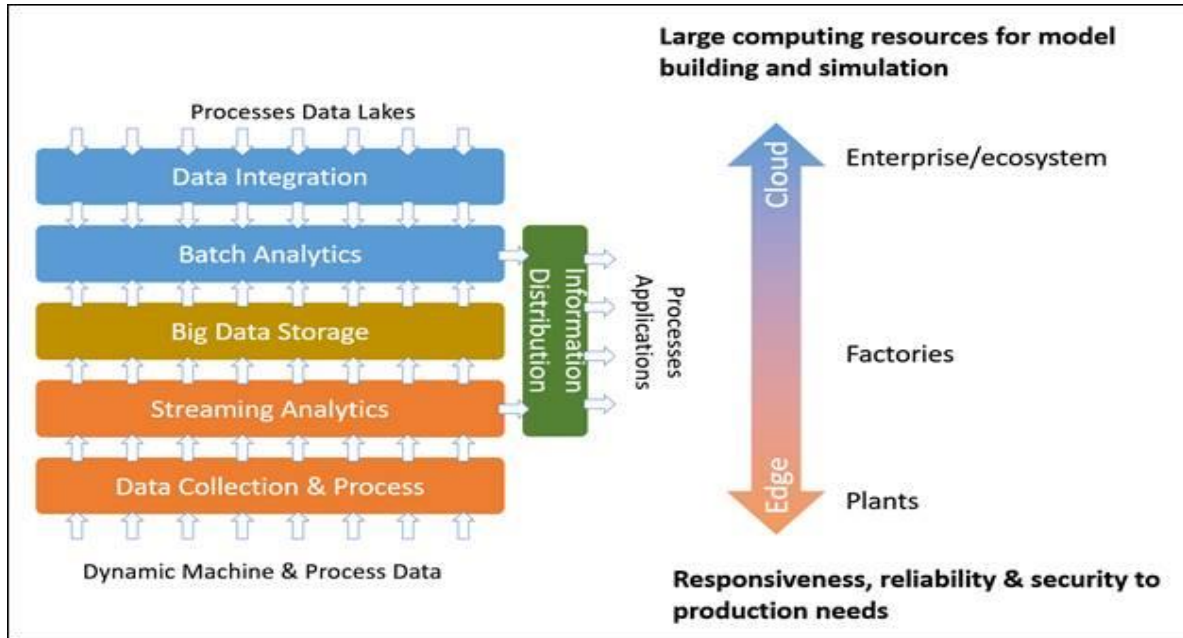 Large computing resources for model
building and simulation
Processes Data Lakes
Data Integration
Batch Analytics
Big Data Storage
Streaming Analytics
Data Collection & Process
Dynamic Machine & Process Data
Information
Distribution
Processes
Applications
Cloud
Edge
Enterprise/ecosystem
Factories
Plants
Responsiveness, reliability & security to
production needs